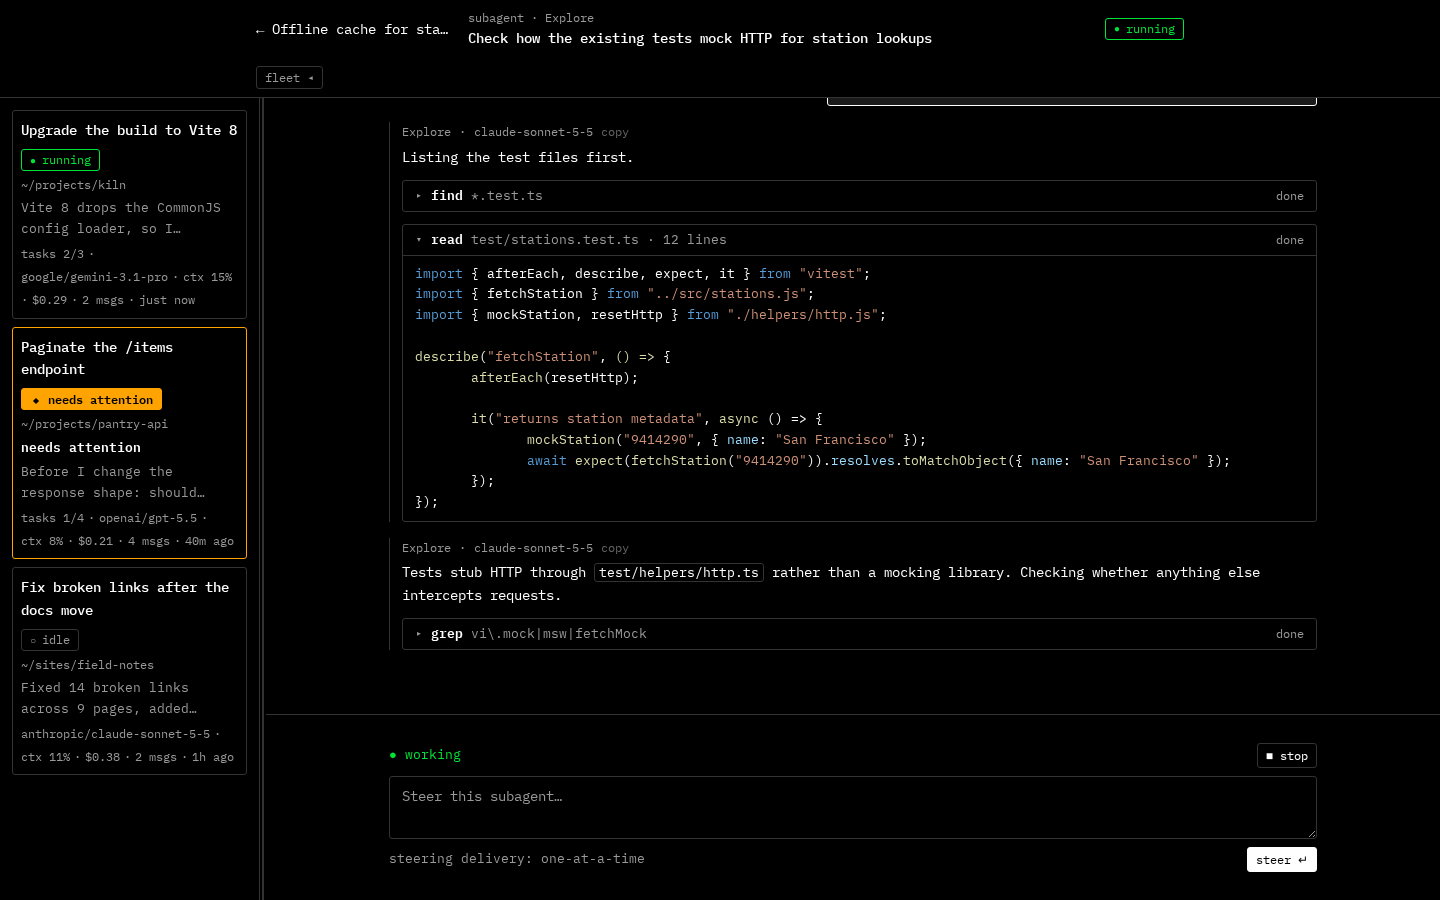 ← Offline cache for sta…
subagent · Explore
Check how the existing tests mock HTTP for station lookups
● running
fleet ◂
Upgrade the build to Vite 8
● running
~/projects/kiln
Vite 8 drops the CommonJS
config loader, so I…
tasks 2/3 ·
google/gemini-3.1-pro · ctx 15%
· $0.29 · 2 msgs · just now
Paginate the /items
endpoint
◆ needs attention
~/projects/pantry-api
needs attention
Before I change the
response shape: should…
tasks 1/4 · openai/gpt-5.5 ·
ctx 8% · $0.21 · 4 msgs · 40m ago
Fix broken links after the
docs move
○ idle
~/sites/field-notes
Fixed 14 broken links
across 9 pages, added…
anthropic/claude-sonnet-5-5 ·
ctx 11% · $0.38 · 2 msgs · 1h ago
Explore · claude-sonnet-5-5 copy
Listing the test files first.
▸ find *.test.ts done
▾ read test/stations.test.ts · 12 lines done
import { afterEach, describe, expect, it } from "vitest";
import { fetchStation } from "../src/stations.js";
import { mockStation, resetHttp } from "./helpers/http.js";
describe("fetchStation", () => {
afterEach(resetHttp);
it("returns station metadata", async () => {
mockStation("9414290", { name: "San Francisco" });
await expect(fetchStation("9414290")).resolves.toMatchObject({ name: "San Francisco" });
});
});
Explore · claude-sonnet-5-5 copy
Tests stub HTTP through test/helpers/http.ts rather than a mocking library. Checking whether anything else
intercepts requests.
▸ grep vi\.mock|msw|fetchMock done
● working
■ stop
Steer this subagent…
steering delivery: one-at-a-time
steer ↵